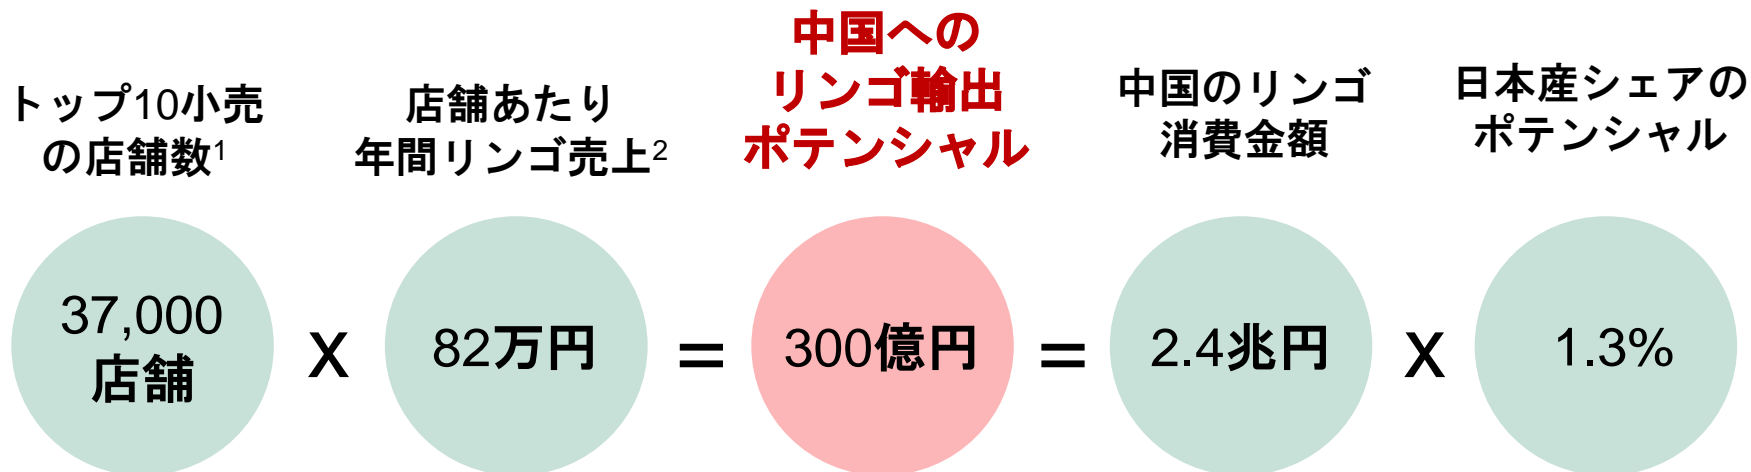 トップ10小売
の店舗数1
店舗あたり
年間リンゴ売上2
中国への
リンゴ輸出
ポテンシャル
中国のリンゴ
消費金額
日本産シェアの
ポテンシャル
37,000
店舗
x
82万円
=
300億円
=
2.4兆円
x
1.3%